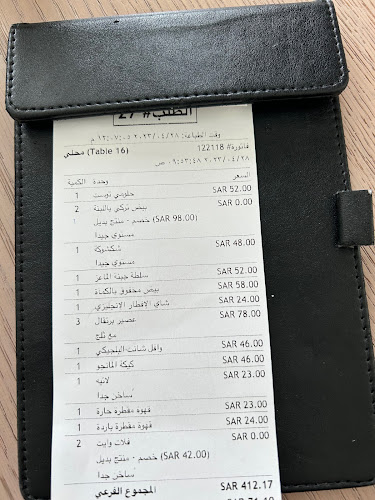 الطلب# 27
وقت الطباعة: ٢٠٢٣/٠٤/٢٨ ١٢:٠٧:٠٥ م
فاتورة# 122118 (Table 16) محلي
٢٠٢٣/٠٤/٢٨ ٠٩:٥٣:٤٨ ص
الكمية وحدة السعر
1 حلومي توست SAR 52.00
2 بيض تركي باللبنة SAR 0.00
(SAR 98.00) خصم - منتج بديل
مستوي جيدا
1 شكشوكة SAR 48.00
مستوي جيدا
1 سلطة جبنة الماعز SAR 52.00
1 بيض مخفوق بالكمأة SAR 58.00
1 شاي الافطار الانجليزي SAR 24.00
3 عصير برتقال SAR 78.00
مع ثلج
1 وافل شانت البلجيكي SAR 46.00
1 كيكة المانجو SAR 46.00
1 لاتيه SAR 23.00
ساخن جدا
1 قهوة مقطرة حارة SAR 23.00
1 قهوة مقطرة باردة SAR 24.00
2 فلات وايت SAR 0.00
(SAR 42.00) خصم - منتج بديل
ساخن جدا
المجموع الفرعي SAR 412.17